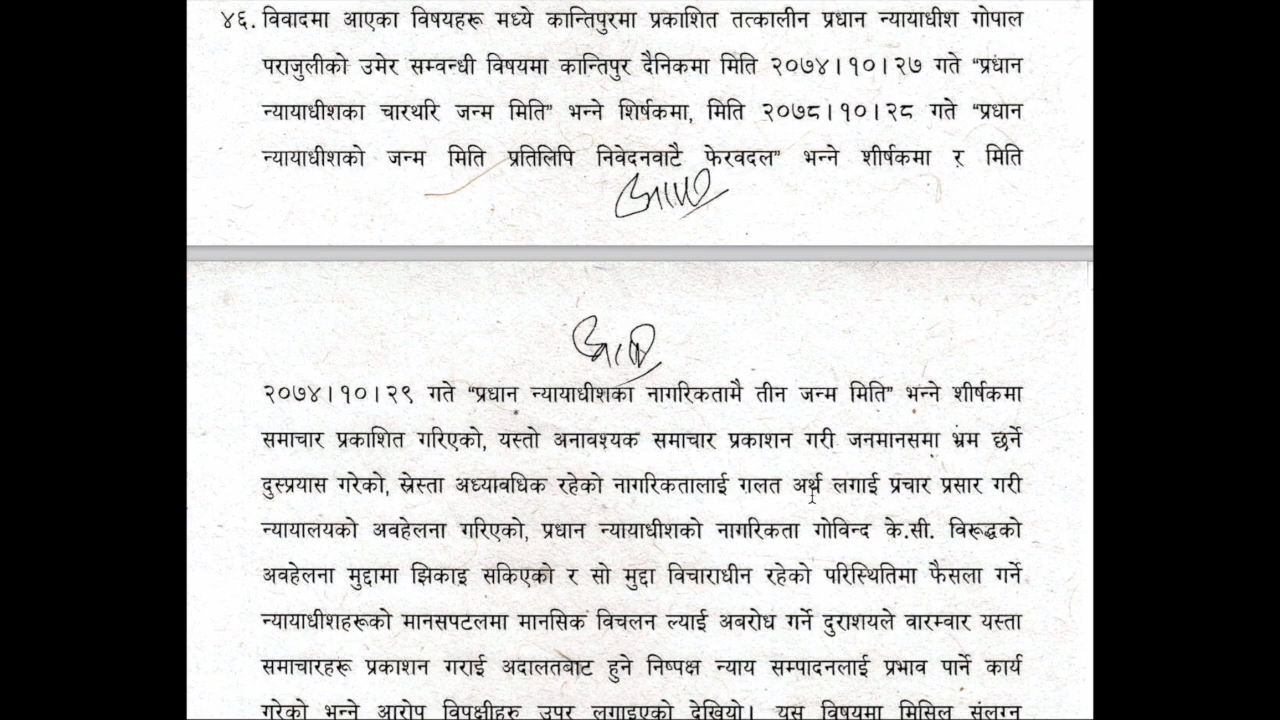 ४६. विवादमा आएका विषयहरू मध्ये कान्तिपुरमा प्रकाशित तत्कालीन प्रधान न्यायाधीश गोपाल
पराजुलीको उमेर सम्वन्धी विषयमा कान्तिपुर दैनिकमा मिति २०७४।१०।२७ गते “प्रधान
न्यायाधीशका चारथरि जन्म मिति” भन्ने शिर्षकमा, मिति २०७८।१०।२८ गते “प्रधान
न्यायाधीशको जन्म मिति प्रतिलिपि निवेदनवाटै फेरवदल” भन्ने शीर्षकमा र मिति
२०७४।१०।२९ गते “प्रधान न्यायाधीशका नागरिकतामै तीन जन्म मिति” भन्ने शीर्षकमा
समाचार प्रकाशित गरिएको, यस्तो अनावश्यक समाचार प्रकाशन गरी जनमानसमा भ्रम छर्ने
दुस्प्रयास गरेको, स्रेस्ता अध्यावधिक रहेको नागरिकतालाई गलत अर्थ लगाई प्रचार प्रसार गरी
न्यायालयको अवहेलना गरिएको, प्रधान न्यायाधीशको नागरिकता गोविन्द के.सी. विरूद्धको
अवहेलना मुद्दामा झिकाइ सकिएको र सो मुद्दा विचाराधीन रहेको परिस्थितिमा फैसला गर्ने
न्यायाधीशहरूको मानसपटलमा मानसिक विचलन ल्याई अबरोध गर्ने दुराशयले वारम्वार यस्ता
समाचारहरू प्रकाशन गराई अदालतबाट हुने निष्पक्ष न्याय सम्पादनलाई प्रभाव पार्ने कार्य
गरेको भन्ने आरोप विपक्षीहरु उपर लगाइएको देखियो। यस विषयमा मिसिल संलग्न